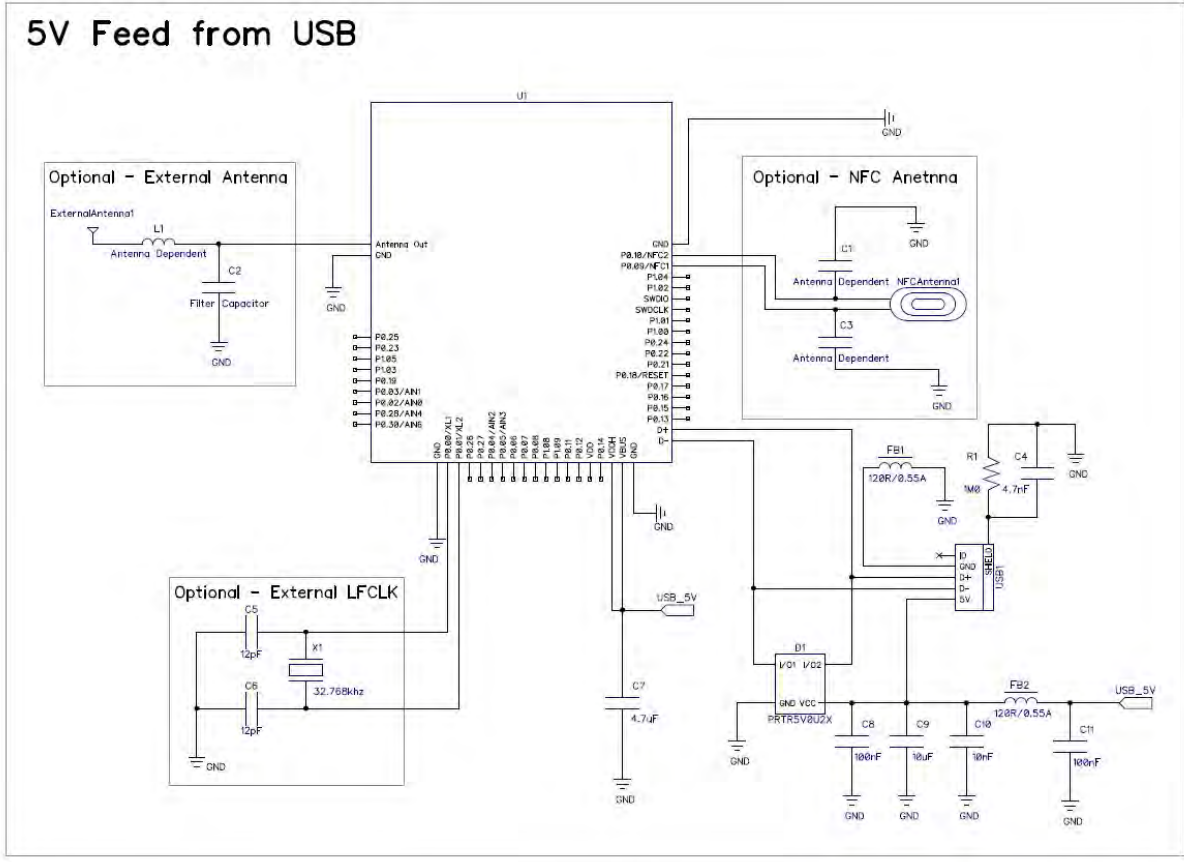 5V Feed from USB
U1
GND
Optional - External Antenna
ExternalAntenna1
L1
Antenna Dependent
C2
Filter Capacitor
GND
Antenna Out
GND
GND
P0.25
P0.23
P1.05
P1.03
P0.19
P0.03/AIN1
P0.02/AIN0
P0.28/AIN4
P0.30/AIN6
GND
P0.00/XL1
P0.01/XL2
P0.26
P0.27
P0.04/AIN2
P0.05/AIN3
P0.06
P0.07
P0.08
P1.08
P1.09
P0.11
P0.12
VDD
P0.14
VDDH
VBUS
GND
GND
P0.10/NFC2
P0.09/NFC1
P1.04
P1.02
SWDIO
SWDCLK
P1.01
P1.00
P0.24
P0.22
P0.21
P0.18/RESET
P0.17
P0.16
P0.15
P0.13
D+
D-
Optional - NFC Anetnna
GND
C1
Antenna Dependent
NFCAntenna1
C3
Antenna Dependent
GND
FB1
120R/0.55A
GND
R1
1M0
C4
4.7nF
GND
ID
GND
D+
D-
5V
SHIELD
USB1
GND
GND
Optional - External LFCLK
C5
12pF
X1
32.768khz
C6
12pF
GND
USB_5V
C7
4.7uF
GND
D1
I/O1 I/O2
GND VCC
PRTR5V0U2X
GND
C8
100nF
GND
C9
10uF
GND
C10
10nF
GND
FB2
120R/0.55A
USB_5V
C11
100nF
GND